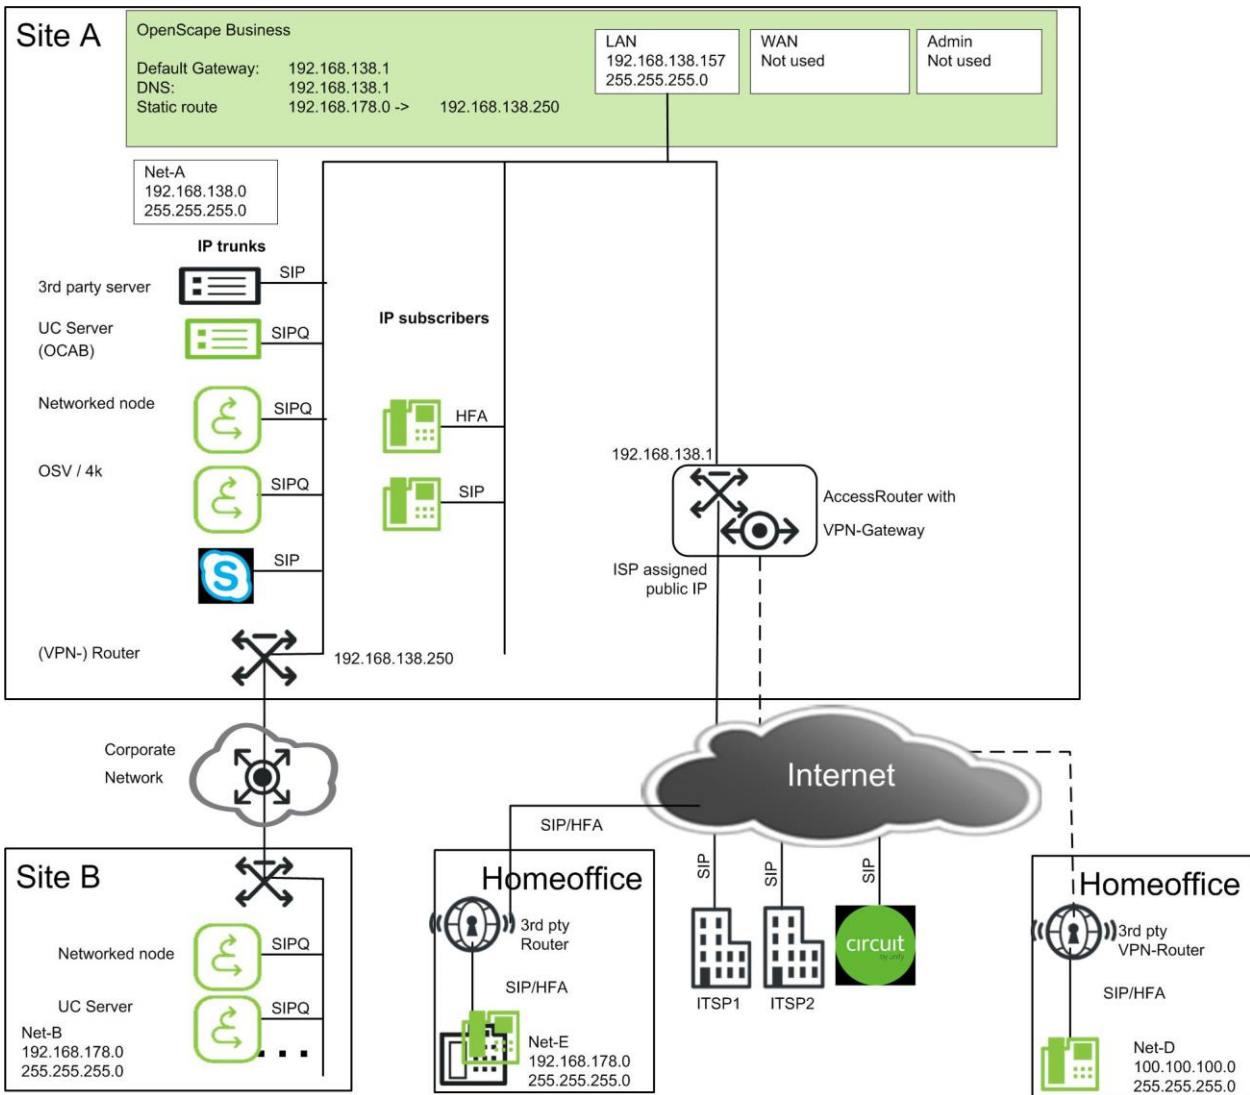 Site A
OpenScape Business
Default Gateway: 192.168.138.1
DNS: 192.168.138.1
Static route 192.168.178.0 -> 192.168.138.250
LAN
192.168.138.157
255.255.255.0
WAN
Not used
Admin
Not used
Net-A
192.168.138.0
255.255.255.0
IP trunks
3rd party server
SIP
UC Server
(OCAB)
SIPQ
Networked node
SIPQ
OSV / 4k
SIPQ
S
SIP
(VPN-) Router
192.168.138.250
IP subscribers
HFA
SIP
192.168.138.1
AccessRouter with
VPN-Gateway
ISP assigned
public IP
Corporate
Network
Internet
SIP/HFA
SIP
SIP
SIP
Site B
Networked node
SIPQ
UC Server
SIPQ
Net-B
192.168.178.0
255.255.255.0
Homeoffice
3rd pty
Router
SIP/HFA
Net-E
192.168.178.0
255.255.255.0
ITSP1
ITSP2
circuit
by unify
Homeoffice
3rd pty
VPN-Router
SIP/HFA
Net-D
100.100.100.0
255.255.255.0